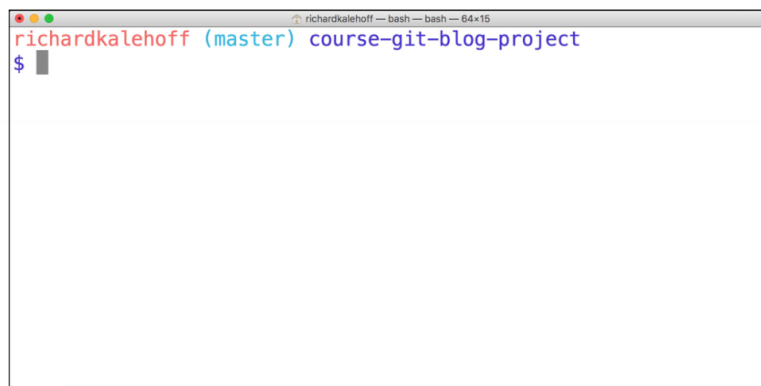 richardkalehoff — bash — bash — 64×15
richardkalehoff (master) course-git-blog-project
$